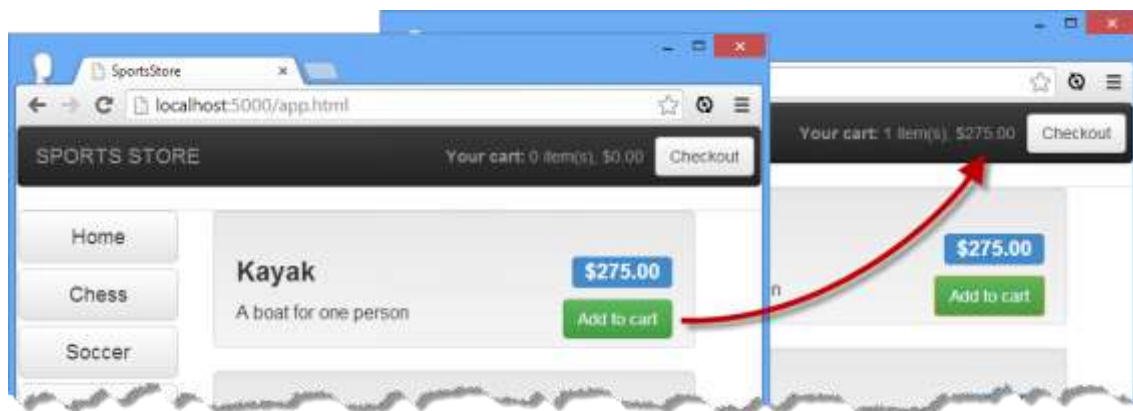 SportsStore
localhost:5000/app.html
SPORTS STORE
Your cart: 0 item(s), $0.00
Checkout
Home
Chess
Soccer
Kayak
$275.00
A boat for one person
Add to cart
Your cart: 1 item(s), $275.00
Checkout
$275.00
n
Add to cart